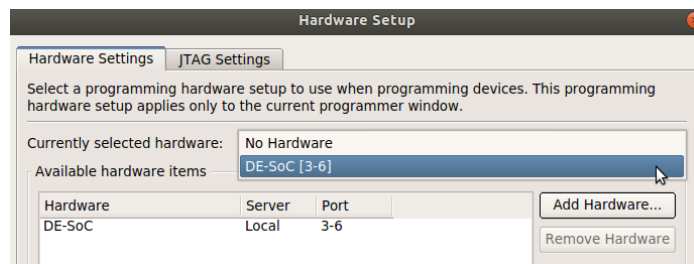 Hardware Setup
Hardware Settings JTAG Settings
Select a programming hardware setup to use when programming devices. This programming
hardware setup applies only to the current programmer window.
Currently selected hardware: No Hardware
DE-SoC [3-6]
Available hardware items
Hardware Server Port
Add Hardware...
DE-SoC Local 3-6
Remove Hardware